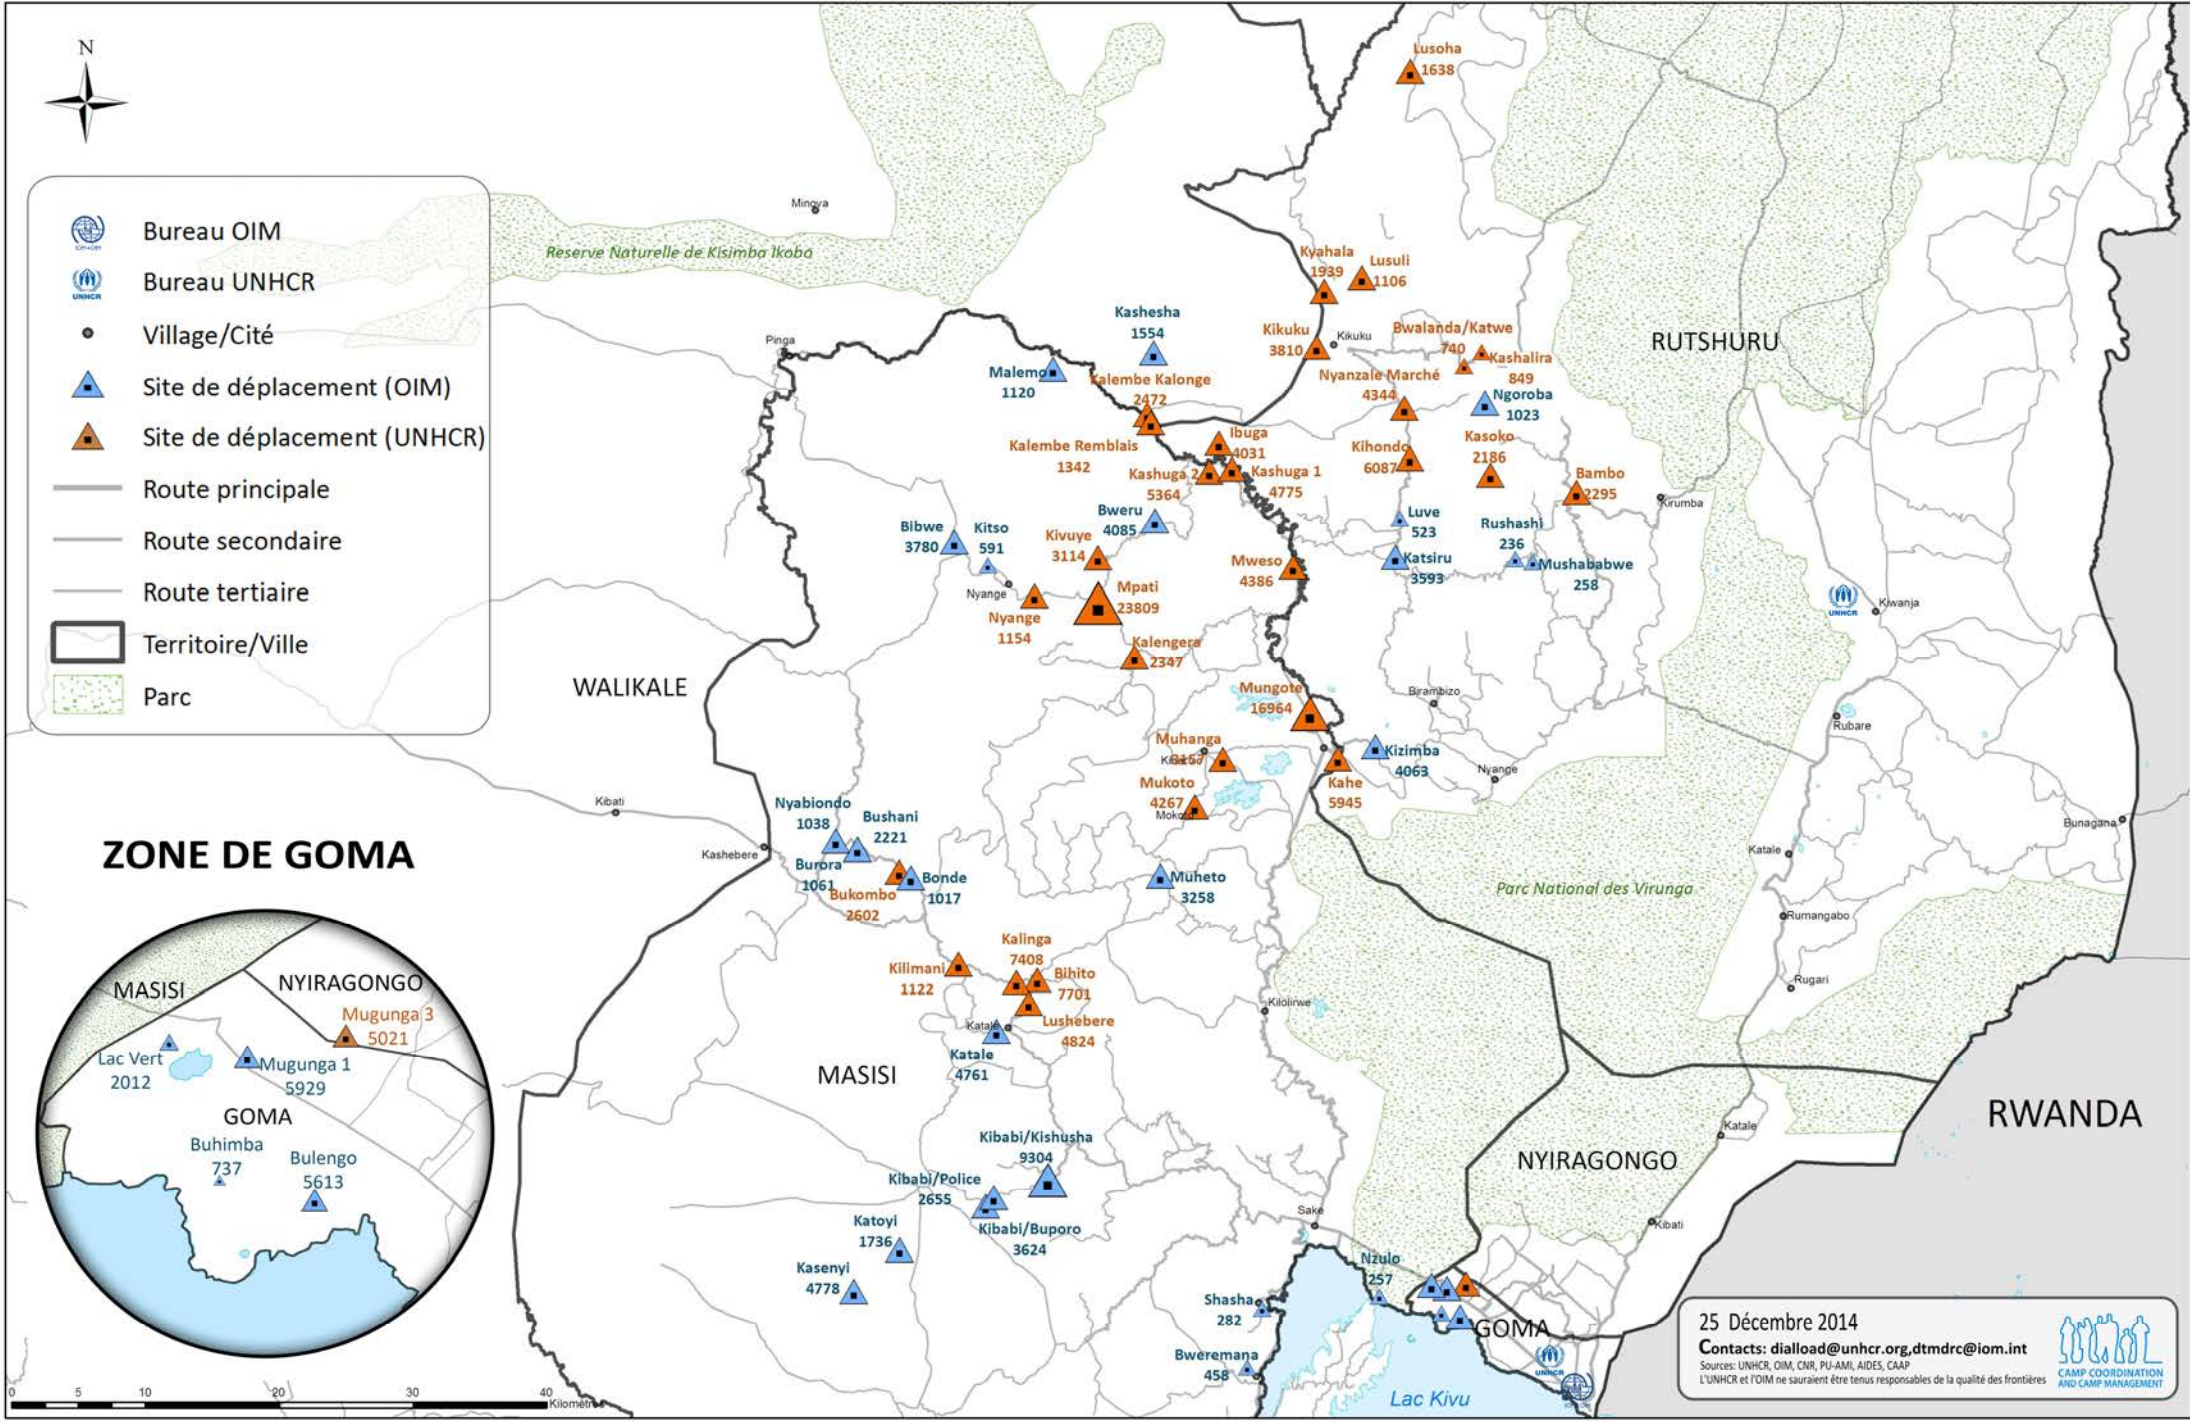 N
Bureau OIM
Bureau UNHCR
UNHCR
Village/Cité
Site de déplacement (OIM)
Site de déplacement (UNHCR)
Route principale
Route secondaire
Route tertiaire
Territoire/Ville
Parc
Minova
Reserve Naturelle de Kisimba Ikobo
Lusoha
1638
Kyahala
1939
Lusuli
1106
Kashesha
1554
Kikuku
3810
Kikuku
Bwalanda/Katwe
740
Kashalira
849
RUTSHURU
Pinga
Malemo
1120
Kalembe Kalonge
2472
Nyanzale Marché
4344
Ngoroba
1023
Kalembe Remblais
1342
Ibuga
4031
Kihondo
6087
Kasoko
2186
Kashuga 2
5364
Kashuga 1
4775
Bambo
2295
Kirumba
Bibwe
3780
Kitso
591
Bweru
4085
Kivuye
3114
Luve
523
Rushashi
236
Mweso
4386
Katsiru
3593
Mushababwe
258
Nyange
Nyange
1154
Mpati
23809
UNHCR
Kiwanja
Kalengera
2347
WALIKALE
Mungote
16964
Birambizo
Rubare
Muhanga
Kizimba
4063
Nyange
Mukoto
4267
Kahe
5945
Kibati
Kashebere
Nyabiondo
1038
Bushani
2221
Bunagana
Katale
Burora
1061
Bukombo
2602
Bonde
1017
Muheto
3258
Parc National des Virunga
Rumangabo
Kalinga
7408
Kilimani
1122
Bihito
7701
Rugari
Kilolirwe
Lushebere
4824
Katale
Katale
4761
MASISI
RWANDA
Katale
Kibabi/Kishusha
9304
NYIRAGONGO
Kibabi/Police
2655
Kibabi/Buporo
3624
Katoyi
1736
Sake
Kibati
Kasenyi
4778
Nzulo
257
Shasha
282
GOMA
Bweremana
458
UNHCR
Lac Kivu
ZONE DE GOMA
MASISI
NYIRAGONGO
Mugunga 3
5021
Lac Vert
2012
Mugunga 1
5929
GOMA
Buhimba
737
Bulengo
5613
0 5 10 20 30 40
Kilomètres
25 Décembre 2014
Contacts: dialload@unhcr.org,dtmdrc@iom.int
Sources: UNHCR, OIM, CNR, PU-AMI, AIDES, CAAP
L'UNHCR et l'OIM ne sauraient être tenus responsables de la qualité des frontières
CAMP COORDINATION
AND CAMP MANAGEMENT